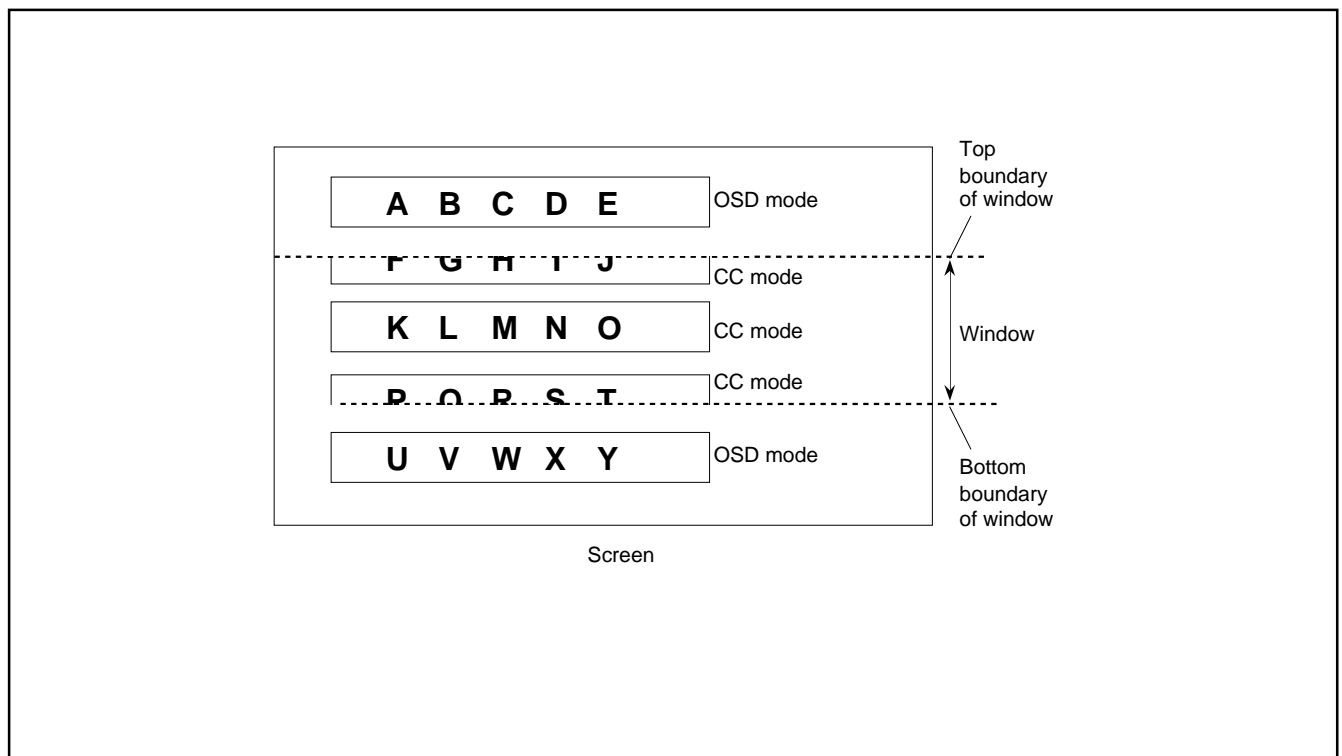 Top
boundary
of window
A B C D E OSD mode
F G H I J CC mode
K L M N O CC mode
Window
P Q R S T CC mode
U V W X Y OSD mode
Bottom
boundary
of window
Screen